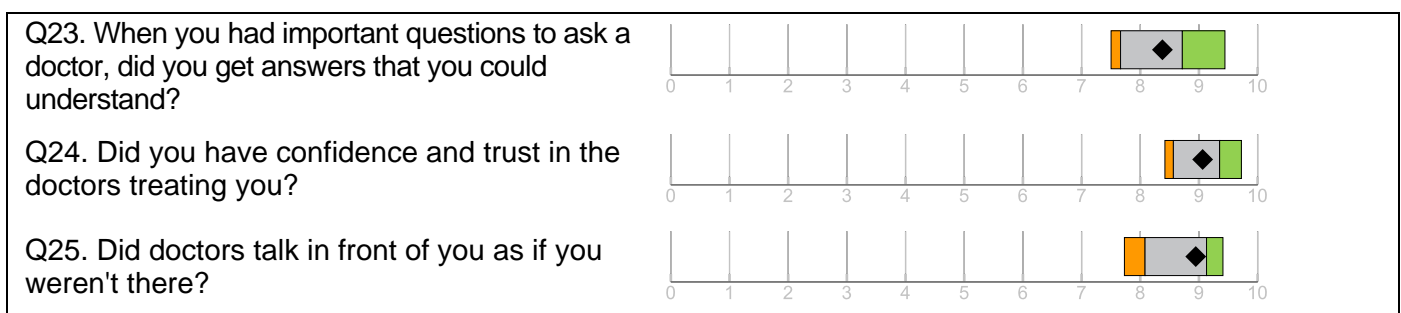 Q23. When you had important questions to ask a
doctor, did you get answers that you could
understand?
0 1 2 3 4 5 6 7 8 9 10
Q24. Did you have confidence and trust in the
doctors treating you?
0 1 2 3 4 5 6 7 8 9 10
Q25. Did doctors talk in front of you as if you
weren't there?
0 1 2 3 4 5 6 7 8 9 10